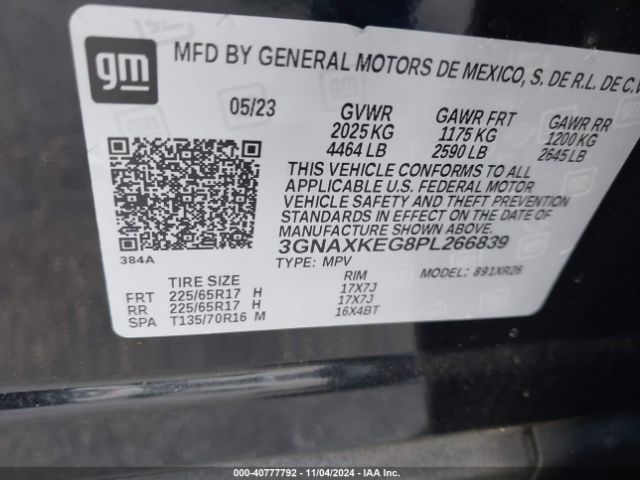 gm
MFD BY GENERAL MOTORS DE MEXICO, S. DE R.L. DE C.V
05/23 GVWR GAWR FRT GAWR RR
2025 KG 1175 KG 1200 KG
4464 LB 2590 LB 2645 LB
THIS VEHICLE CONFORMS TO ALL
APPLICABLE U.S. FEDERAL MOTOR
VEHICLE SAFETY AND THEFT PREVENTION
STANDARDS IN EFFECT ON THE DATE OF
MANUFACTURE SHOWN ABOVE.
3GNAXKEG8PL266839
384A
TYPE: MPV MODEL: 891XR26
TIRE SIZE RIM
FRT 225/65R17 H 17X7J
RR 225/65R17 H 17X7J
SPA T135/70R16 M 16X4BT
000-40777792 - 11/04/2024 - IAA Inc.